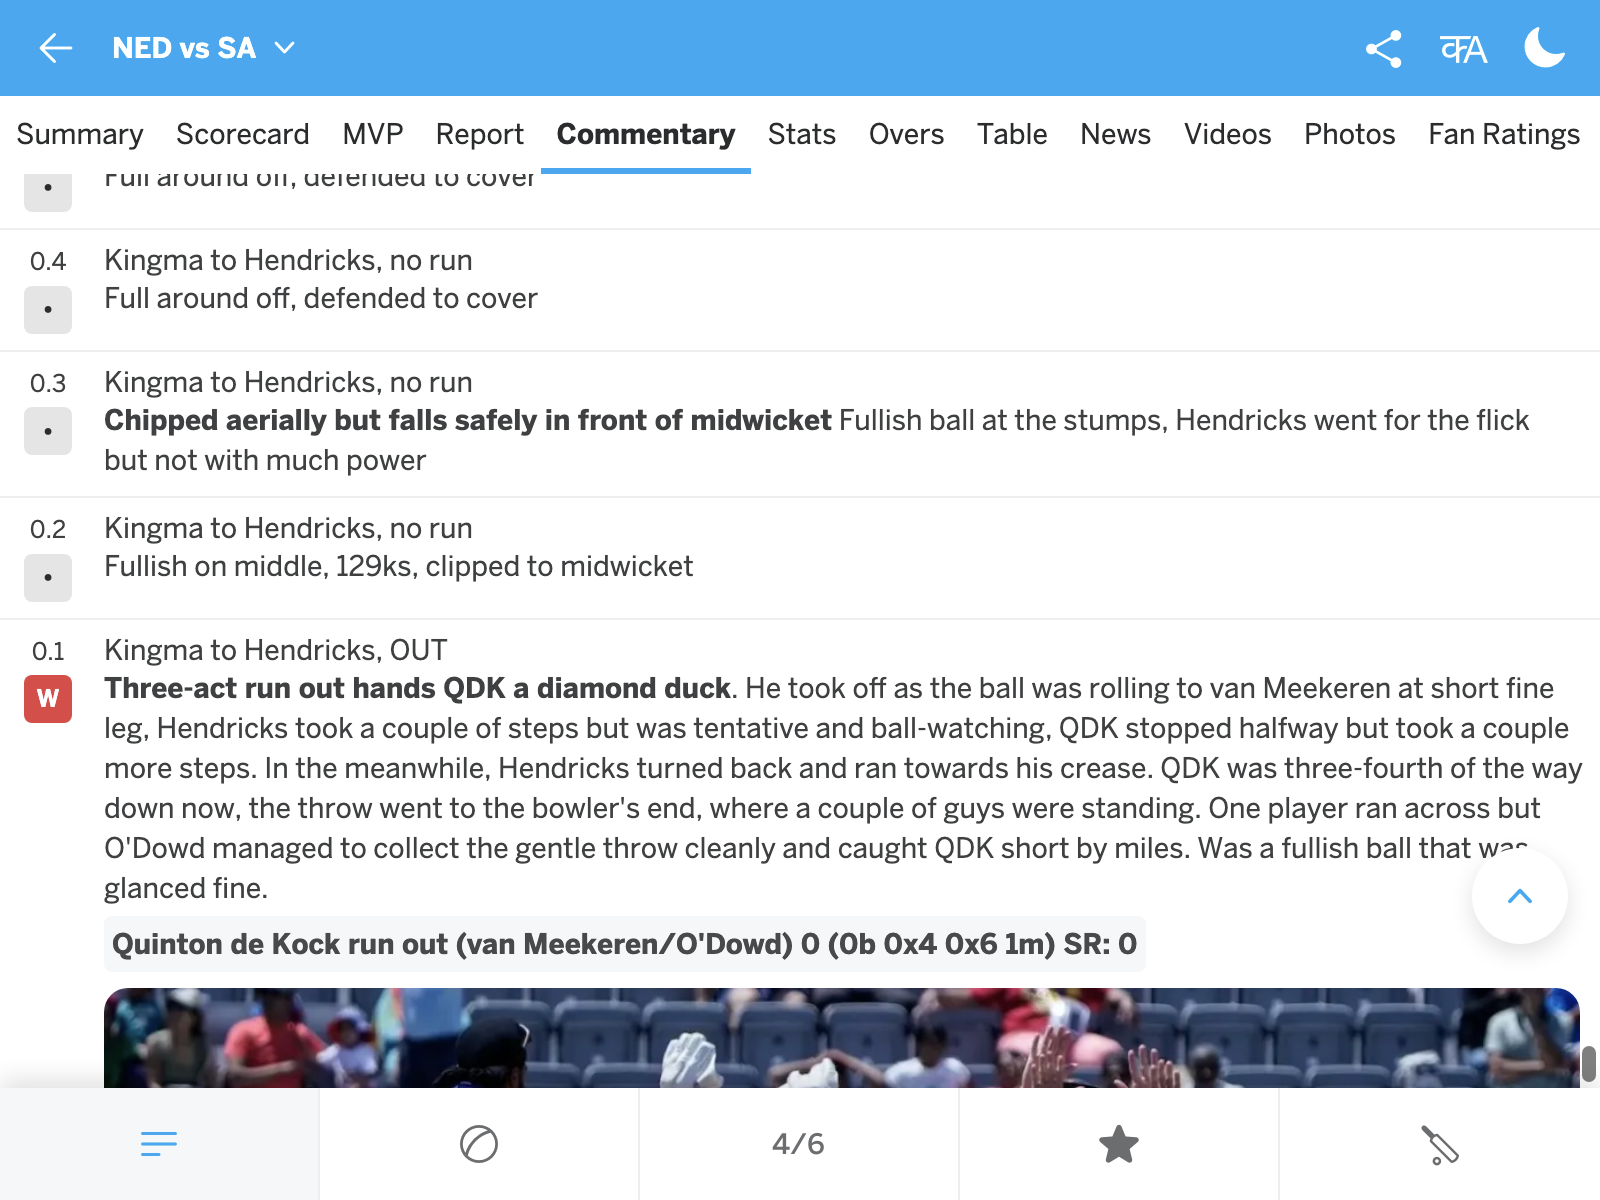 NED vs SA
क A
Summary Scorecard MVP Report Commentary Stats Overs Table News Videos Photos Fan Ratings
Full around off, defended to cover
0.4 Kingma to Hendricks, no run
Full around off, defended to cover
0.3 Kingma to Hendricks, no run
Chipped aerially but falls safely in front of midwicket Fullish ball at the stumps, Hendricks went for the flick
but not with much power
0.2 Kingma to Hendricks, no run
Fullish on middle, 129ks, clipped to midwicket
0.1 Kingma to Hendricks, OUT
W Three-act run out hands QDK a diamond duck. He took off as the ball was rolling to van Meekeren at short fine
leg, Hendricks took a couple of steps but was tentative and ball-watching, QDK stopped halfway but took a couple
more steps. In the meanwhile, Hendricks turned back and ran towards his crease. QDK was three-fourth of the way
down now, the throw went to the bowler's end, where a couple of guys were standing. One player ran across but
O'Dowd managed to collect the gentle throw cleanly and caught QDK short by miles. Was a fullish ball that was
glanced fine.
Quinton de Kock run out (van Meekeren/O'Dowd) 0 (0b 0x4 0x6 1m) SR: 0
4/6